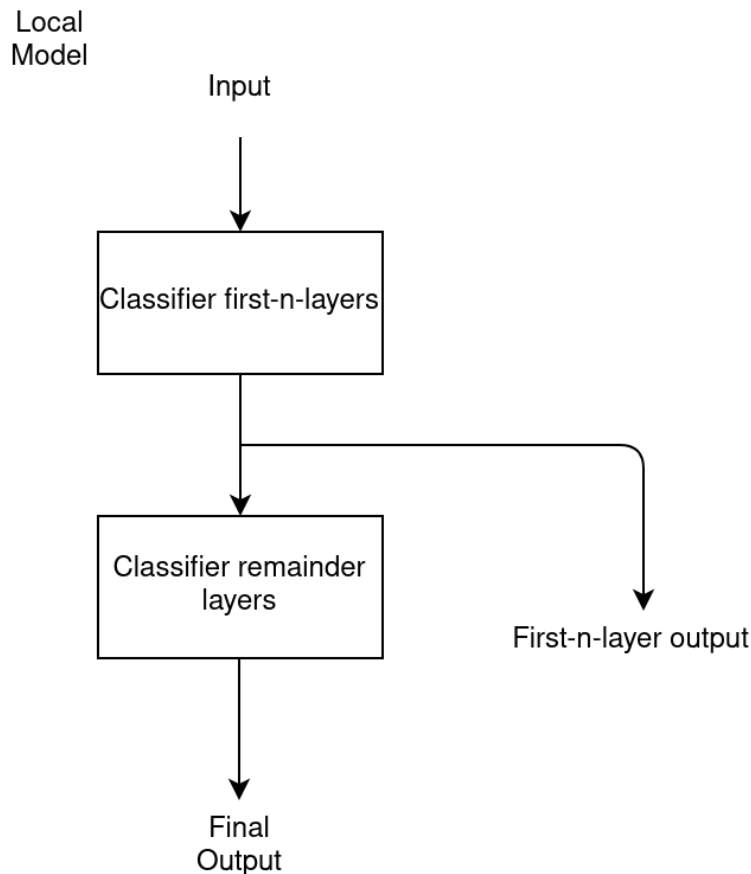 Local
Model
Input
Classifier first-n-layers
Classifier remainder
layers
First-n-layer output
Final
Output